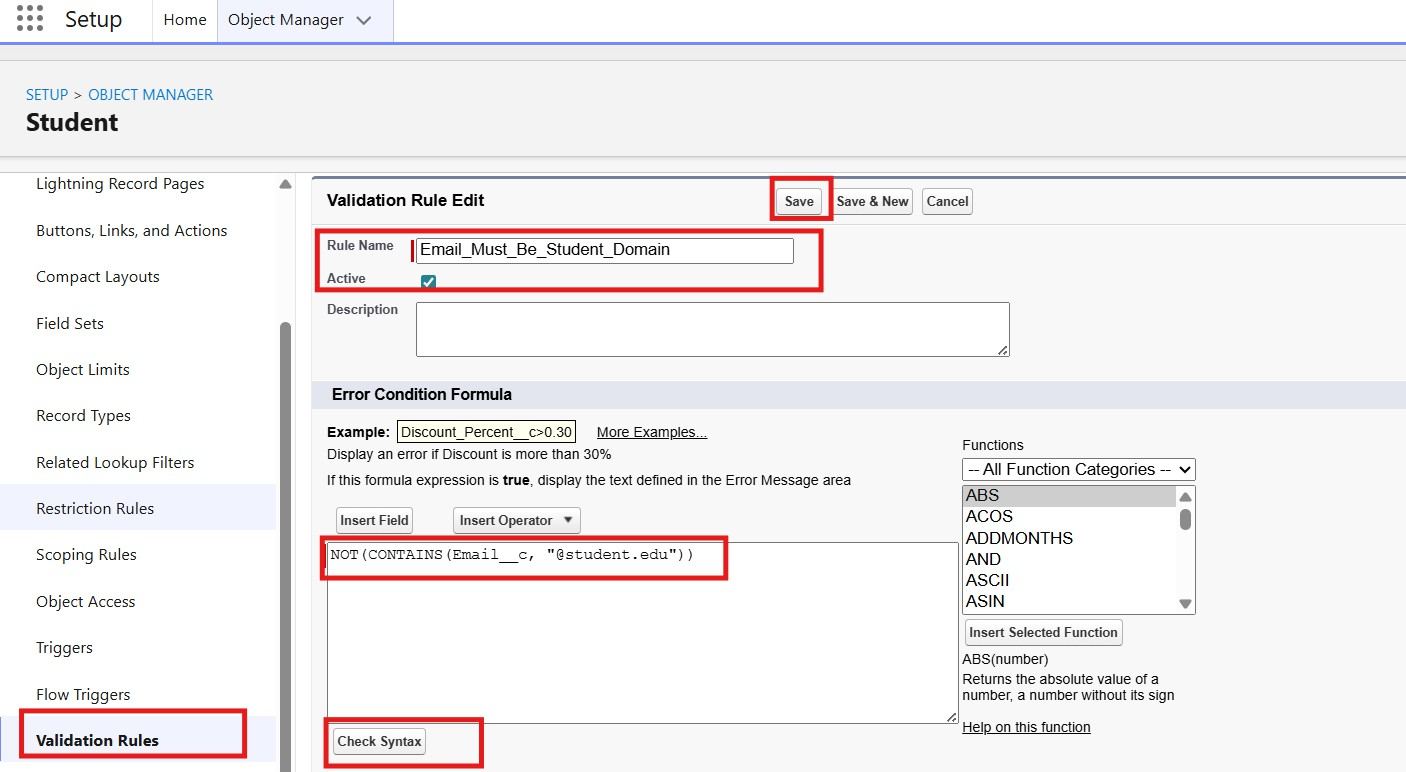 Setup Home Object Manager
SETUP > OBJECT MANAGER
Student
Lightning Record Pages
Buttons, Links, and Actions
Compact Layouts
Field Sets
Object Limits
Record Types
Related Lookup Filters
Restriction Rules
Scoping Rules
Object Access
Triggers
Flow Triggers
Validation Rules
Validation Rule Edit Save Save & New Cancel
Rule Name Email_Must_Be_Student_Domain
Active
Description
Error Condition Formula
Example: Discount_Percent__c>0.30 More Examples...
Display an error if Discount is more than 30%
If this formula expression is true, display the text defined in the Error Message area
Insert Field Insert Operator
NOT(CONTAINS(Email__c, "@student.edu"))
Check Syntax
Functions
-- All Function Categories --
ABS
ACOS
ADDMONTHS
AND
ASCII
ASIN
Insert Selected Function
ABS(number)
Returns the absolute value of a
number, a number without its sign
Help on this function